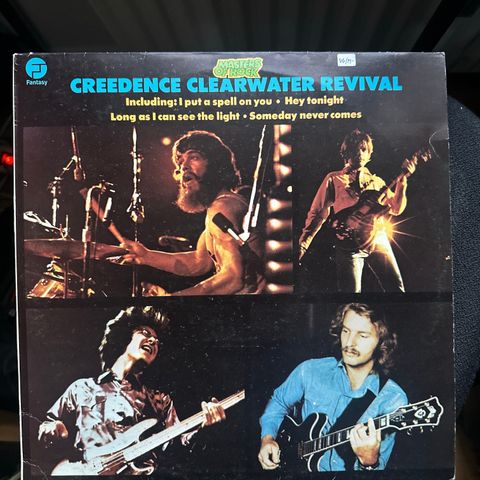 Fantasy
MASTERS
OF ROCK
CREEDENCE CLEARWATER REVIVAL
Including: I put a spell on you • Hey tonight
Long as I can see the light • Someday never comes